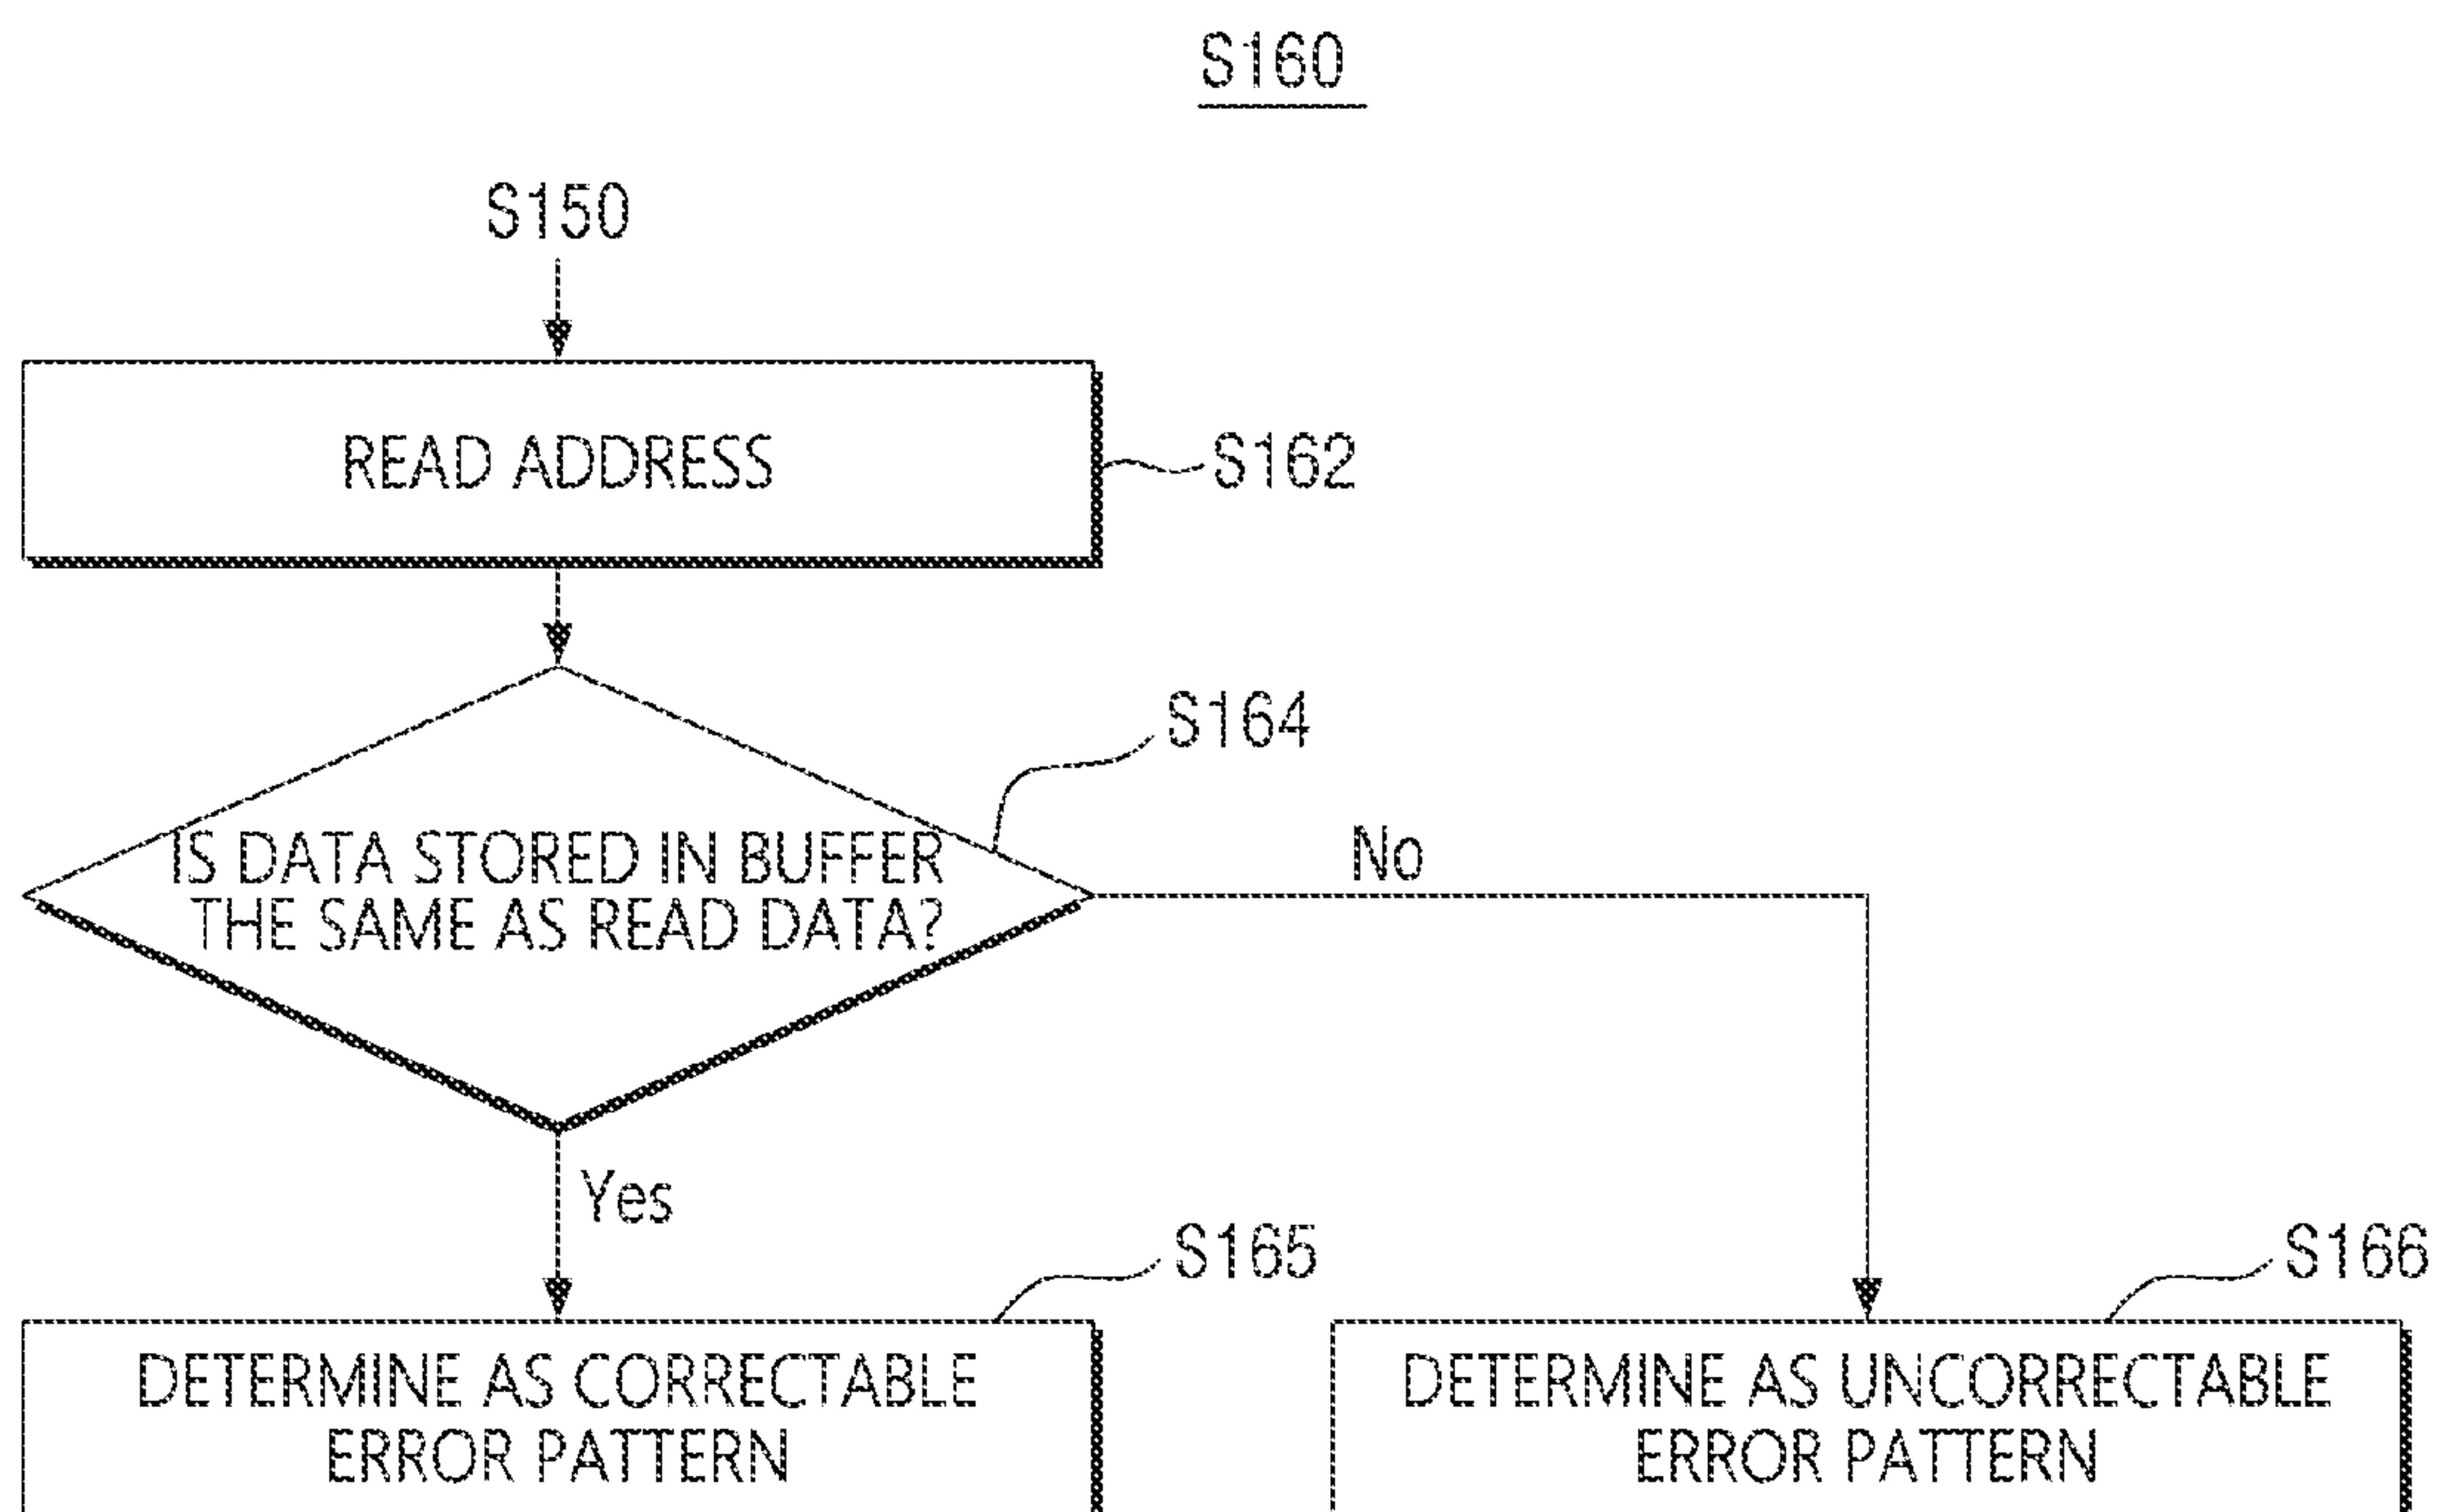 S160
S150
READ ADDRESS
S162
S164
IS DATA STORED IN BUFFER
THE SAME AS READ DATA?
No
Yes
S165
S166
DETERMINE AS CORRECTABLE
ERROR PATTERN
DETERMINE AS UNCORRECTABLE
ERROR PATTERN